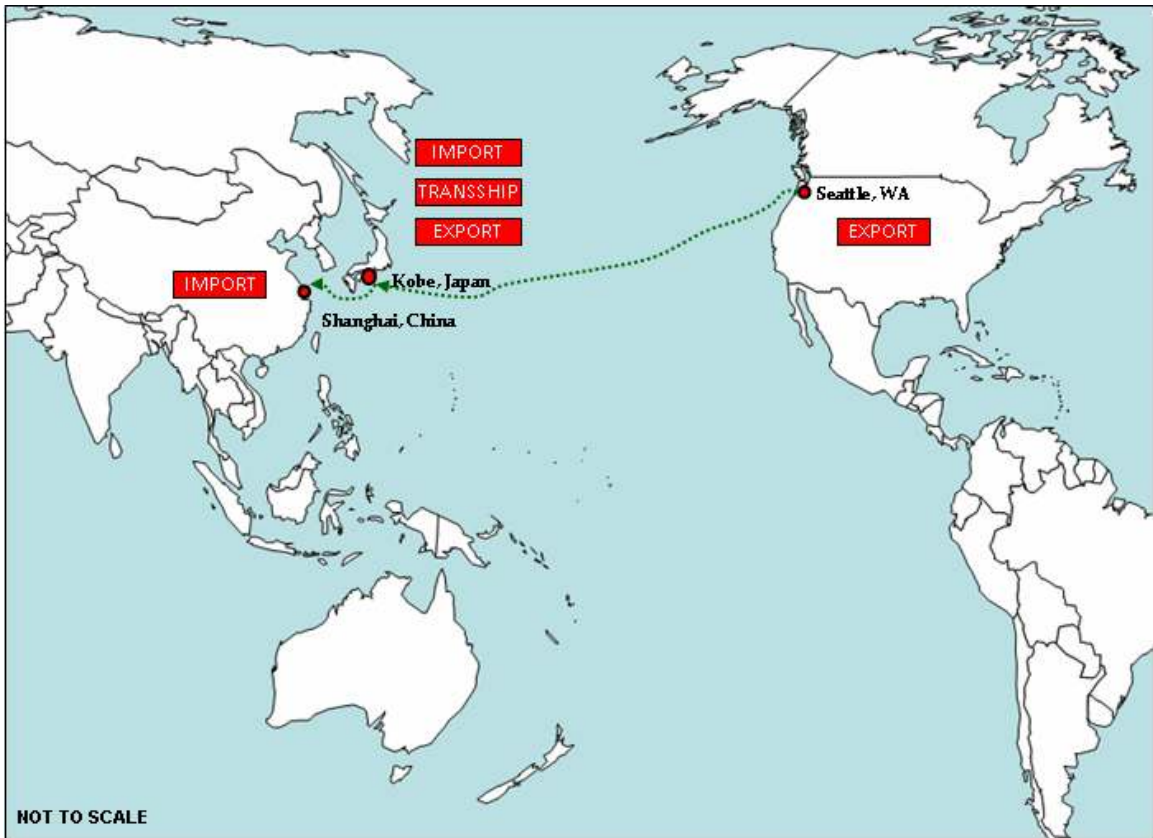 IMPORT
TRANSSHIP
Seattle, WA
EXPORT
EXPORT
IMPORT
Kobe, Japan
Shanghai, China
NOT TO SCALE